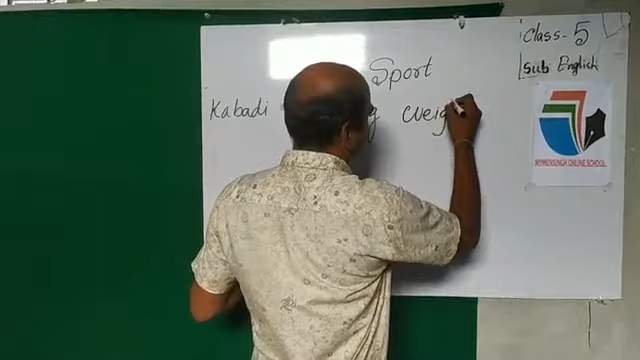 Class-5
Sub English
Sport
Kabadi
MYMENSINGH ONLINE SCHOOL